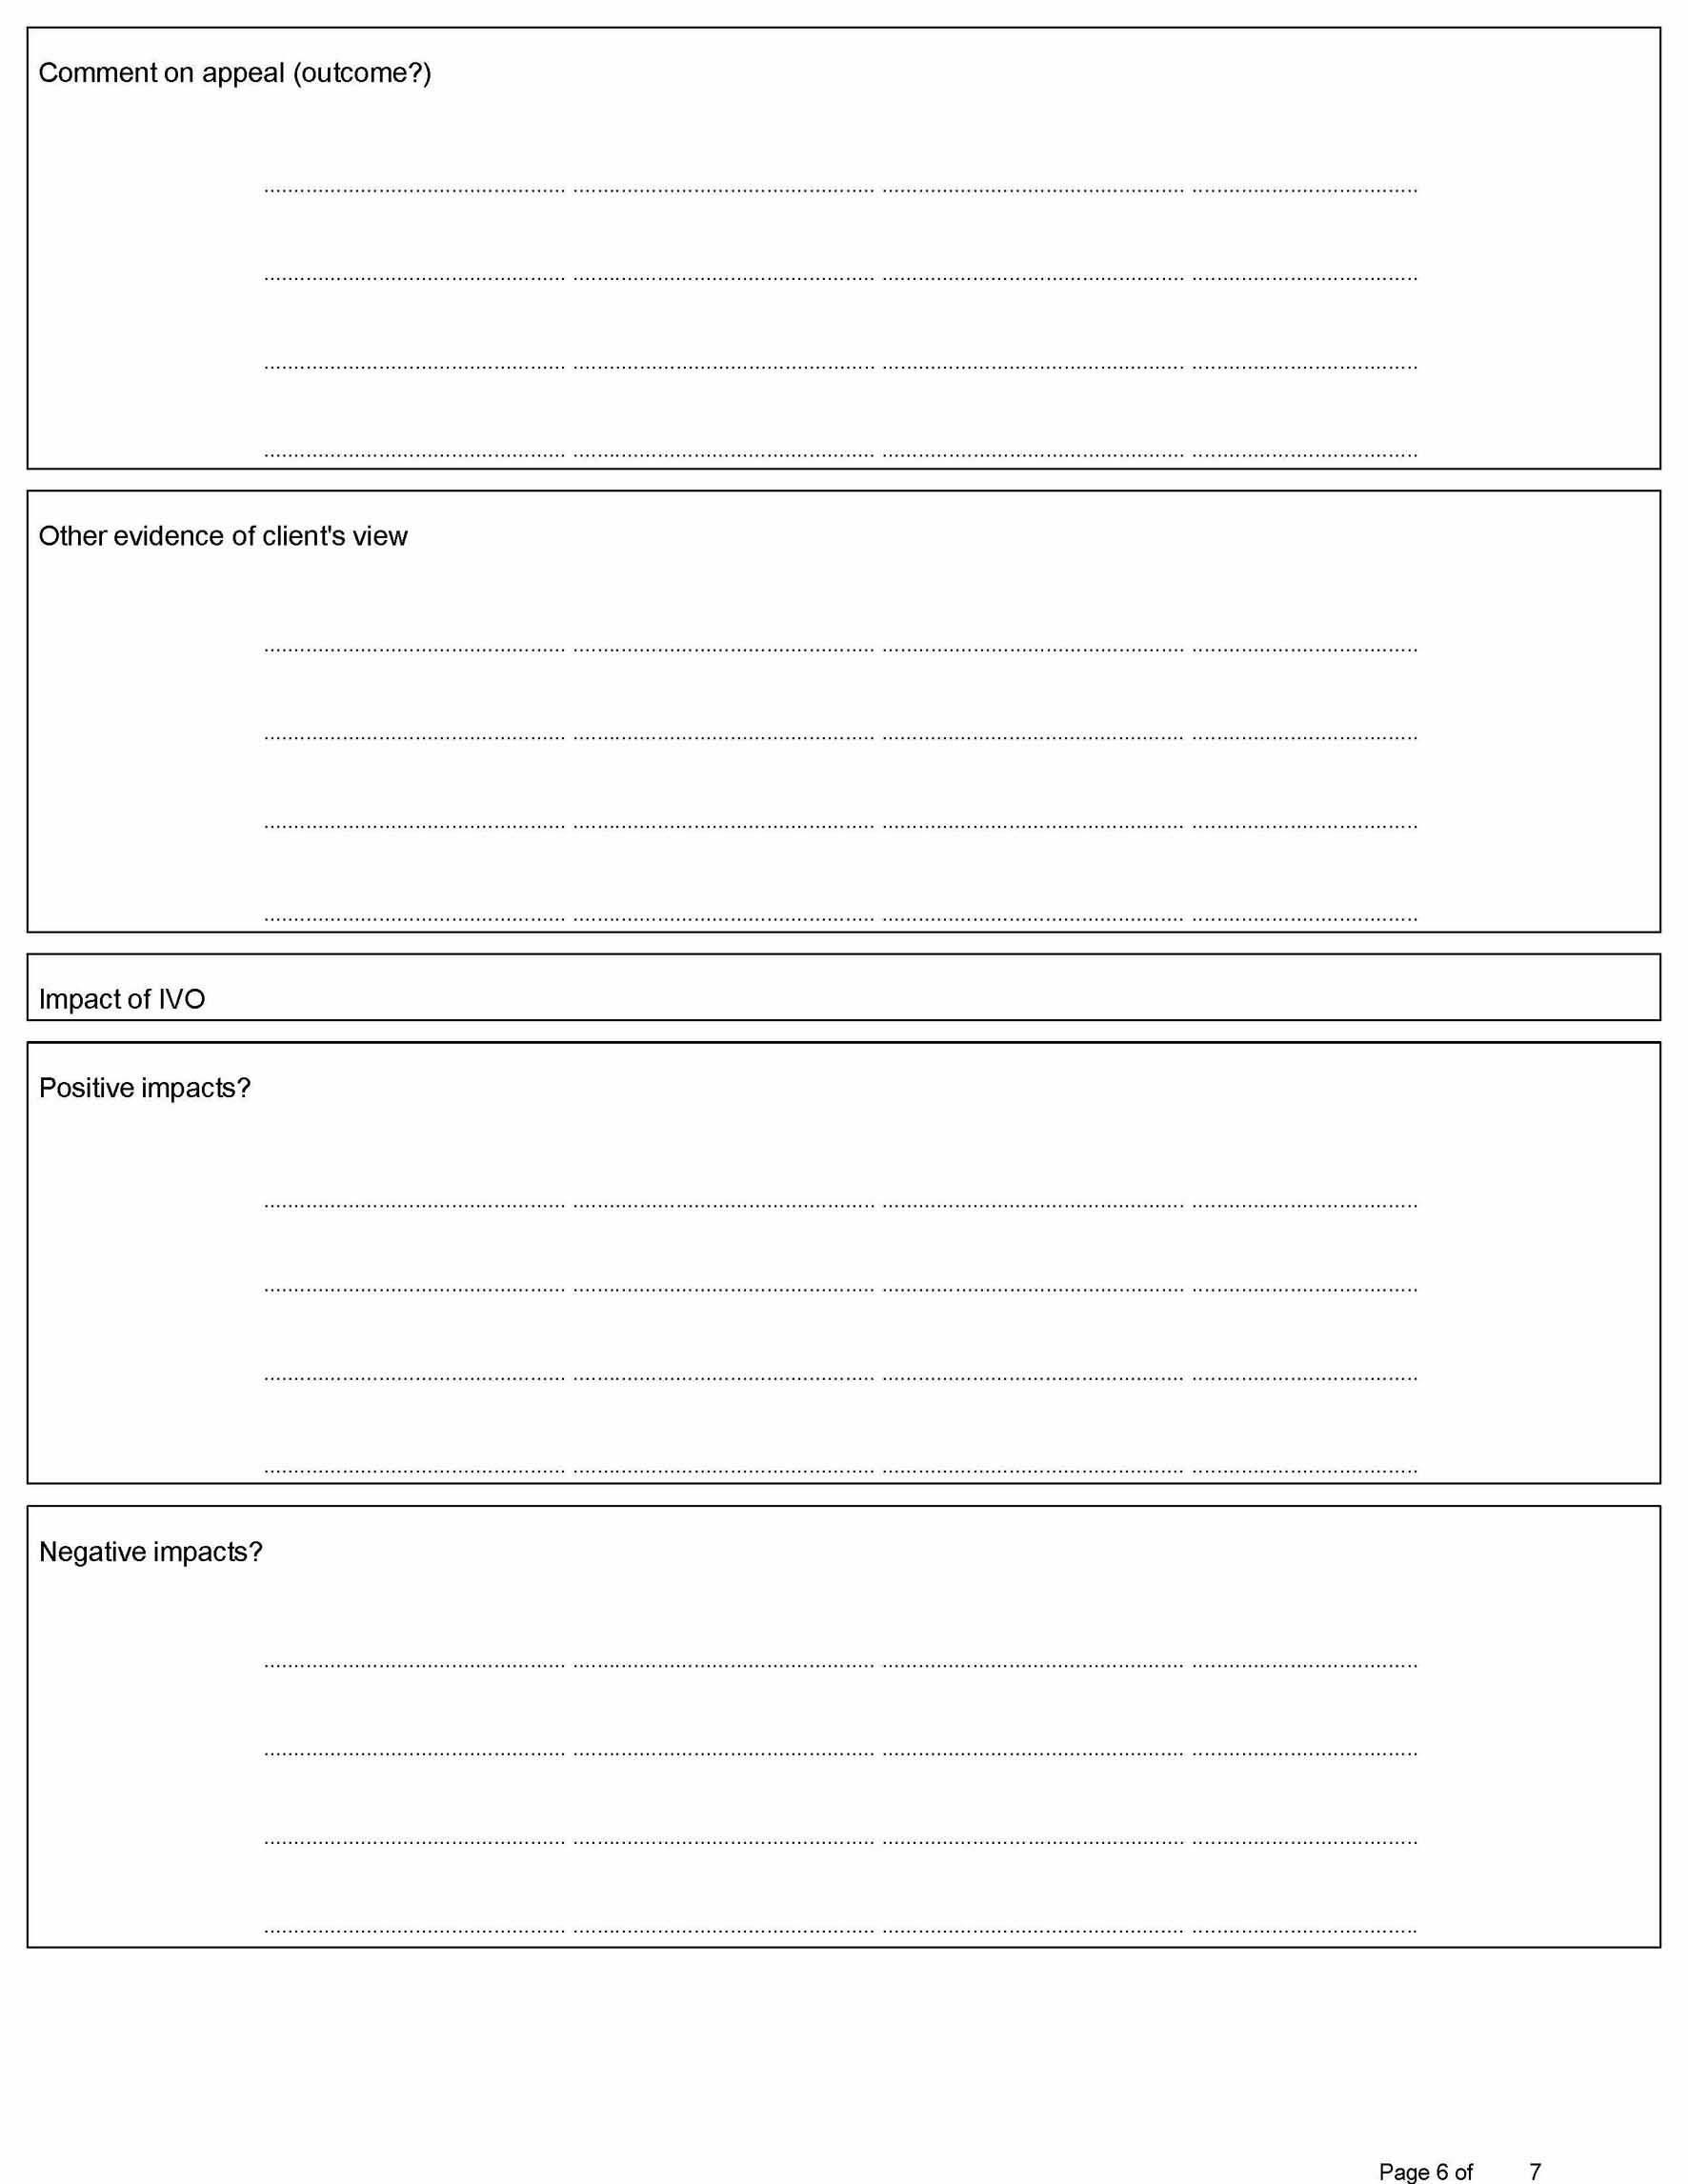 Comment on appeal (outcome?)
Other evidence of client's view
Impact of IVO
Positive impacts?
Negative impacts?
Page 6 of 7